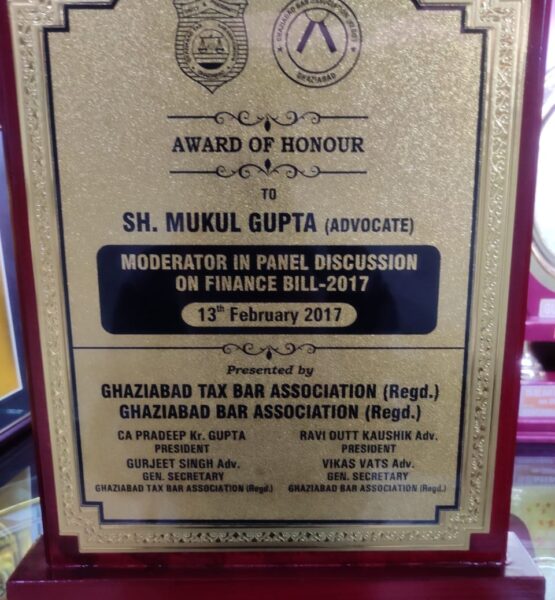 GHAZIABAD
AWARD OF HONOUR
TO
SH. MUKUL GUPTA (ADVOCATE)
MODERATOR IN PANEL DISCUSSION
ON FINANCE BILL-2017
13th February 2017
Presented by
GHAZIABAD TAX BAR ASSOCIATION (Regd.)
GHAZIABAD BAR ASSOCIATION (Regd.)
CA PRADEEP Kr. GUPTA
PRESIDENT
GURJEET SINGH Adv.
GEN. SECRETARY
GHAZIABAD TAX BAR ASSOCIATION (Regd.)
RAVI DUTT KAUSHIK Adv.
PRESIDENT
VIKAS VATS Adv.
GEN. SECRETARY
GHAZIABAD BAR ASSOCIATION (Regd.)